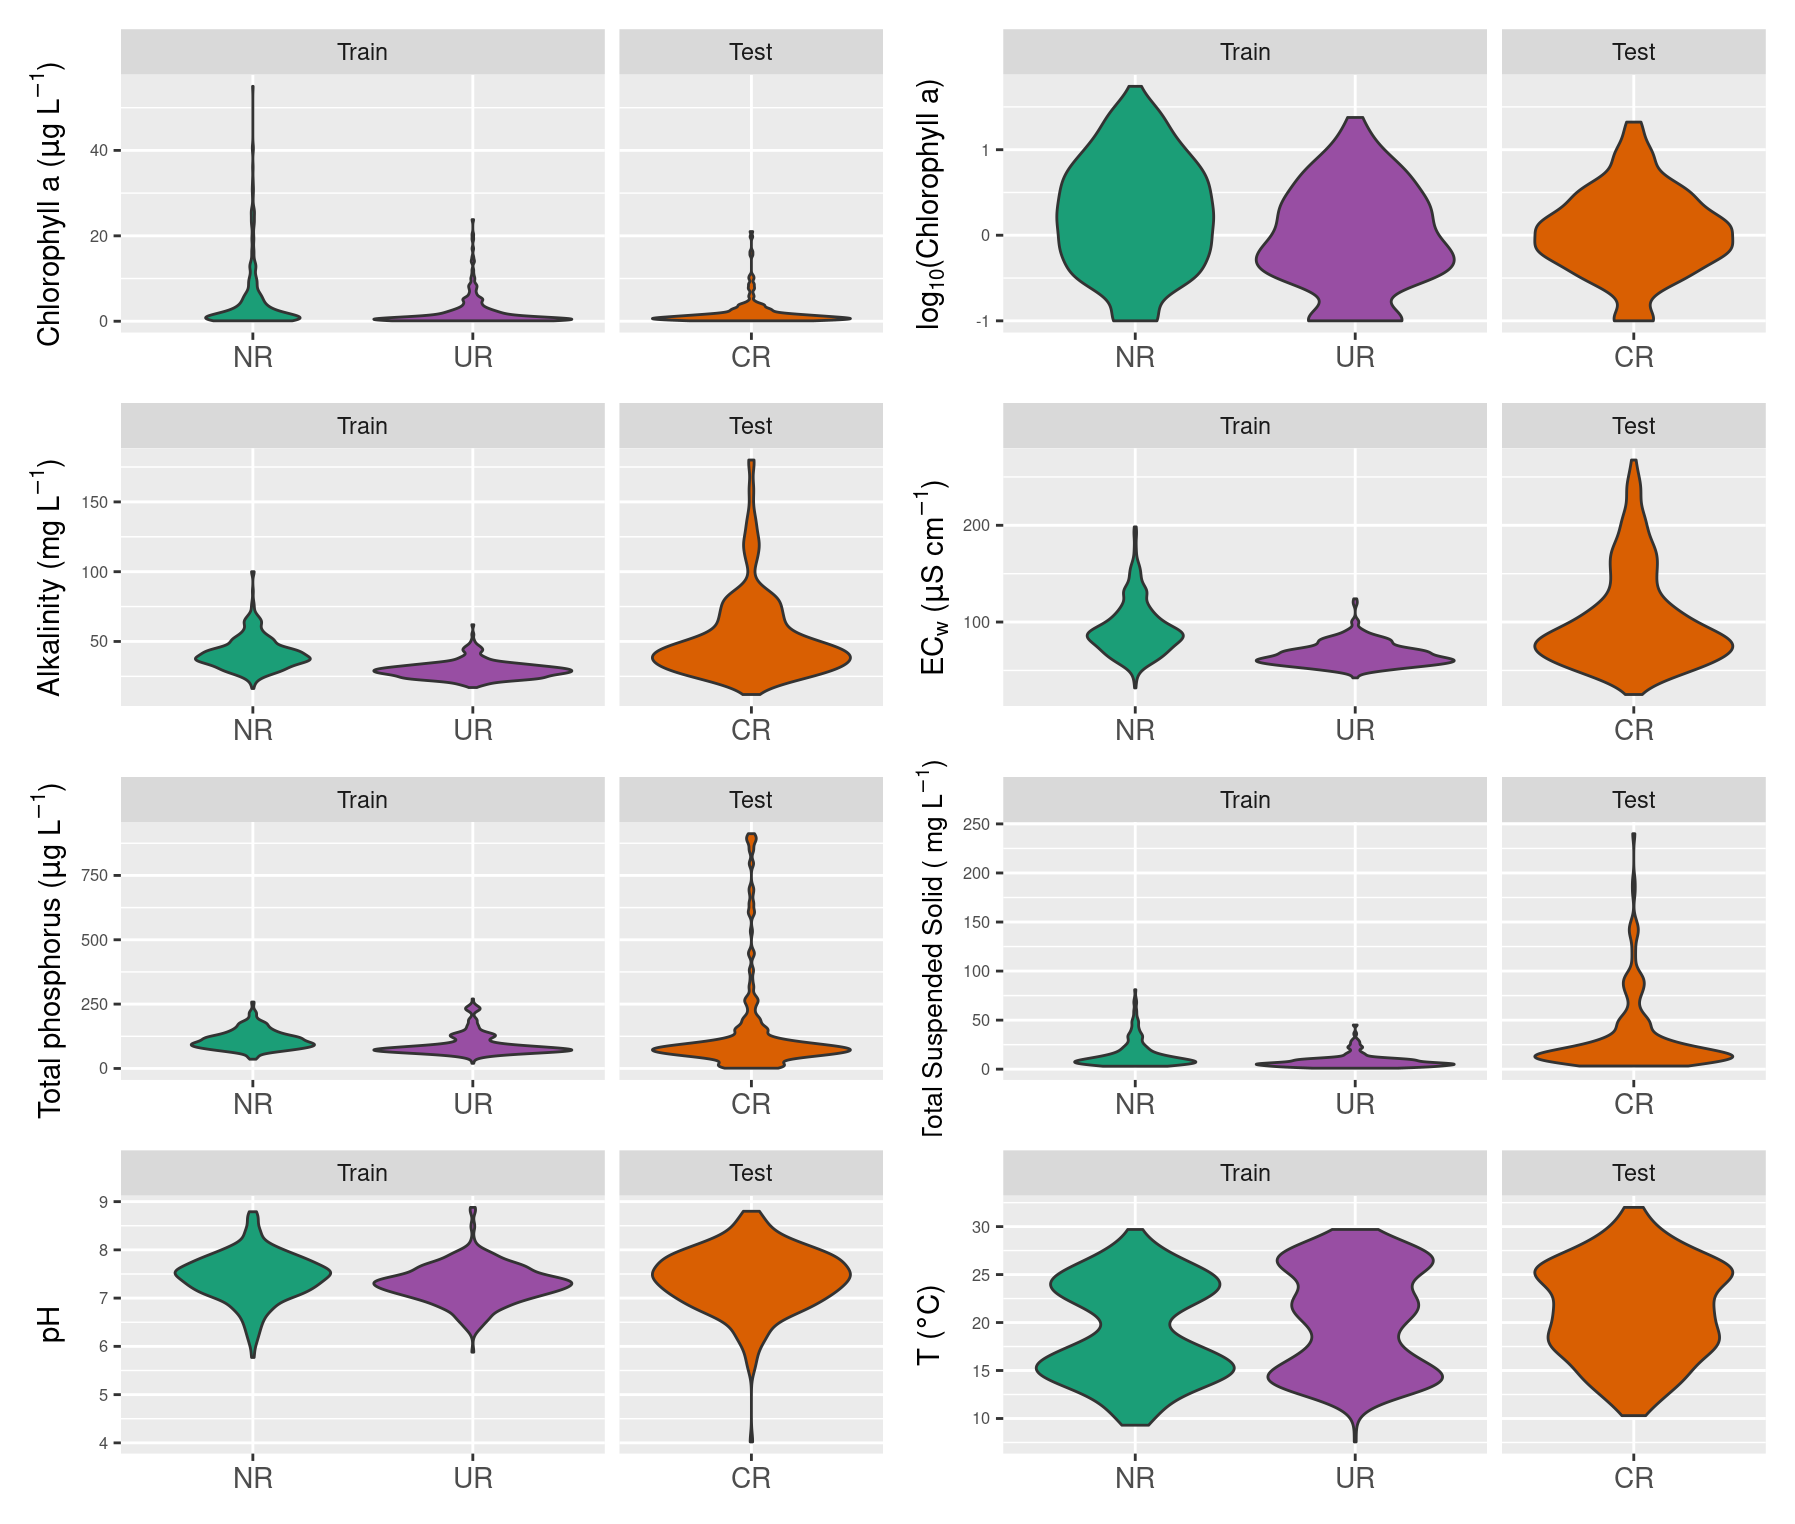 Train Test
Chlorophyll a (µg L⁻¹)
40
20
0
NR UR CR
Train Test
log₁₀(Chlorophyll a)
1
0
-1
NR UR CR
Train Test
Alkalinity (mg L⁻¹)
150
100
50
NR UR CR
Train Test
EC_w (µS cm⁻¹)
200
100
NR UR CR
Train Test
Total phosphorus (µg L⁻¹)
750
500
250
0
NR UR CR
Train Test
Total Suspended Solid ( mg L⁻¹)
250
200
150
100
50
0
NR UR CR
Train Test
pH
9
8
7
6
5
4
NR UR CR
Train Test
T (°C)
30
25
20
15
10
NR UR CR